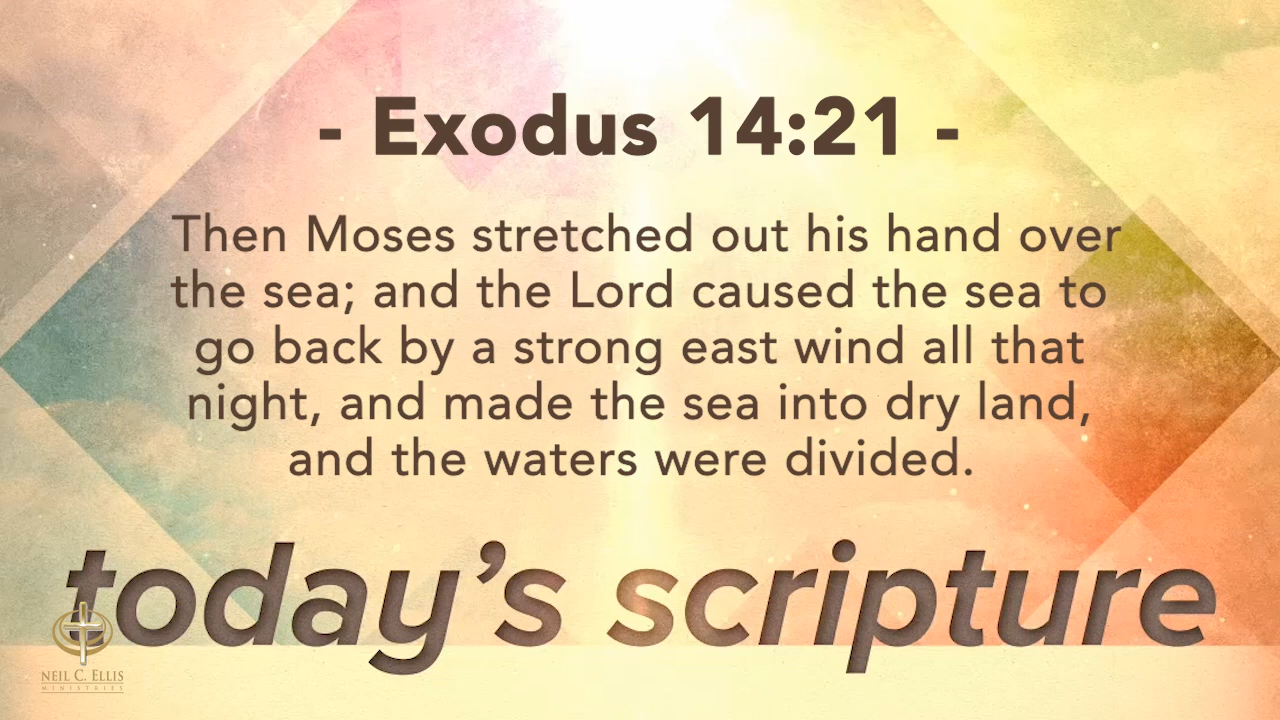 - Exodus 14:21 -
Then Moses stretched out his hand over
the sea; and the Lord caused the sea to
go back by a strong east wind all that
night, and made the sea into dry land,
and the waters were divided.
today’s scripture
NEIL C. ELLIS
MINISTRIES